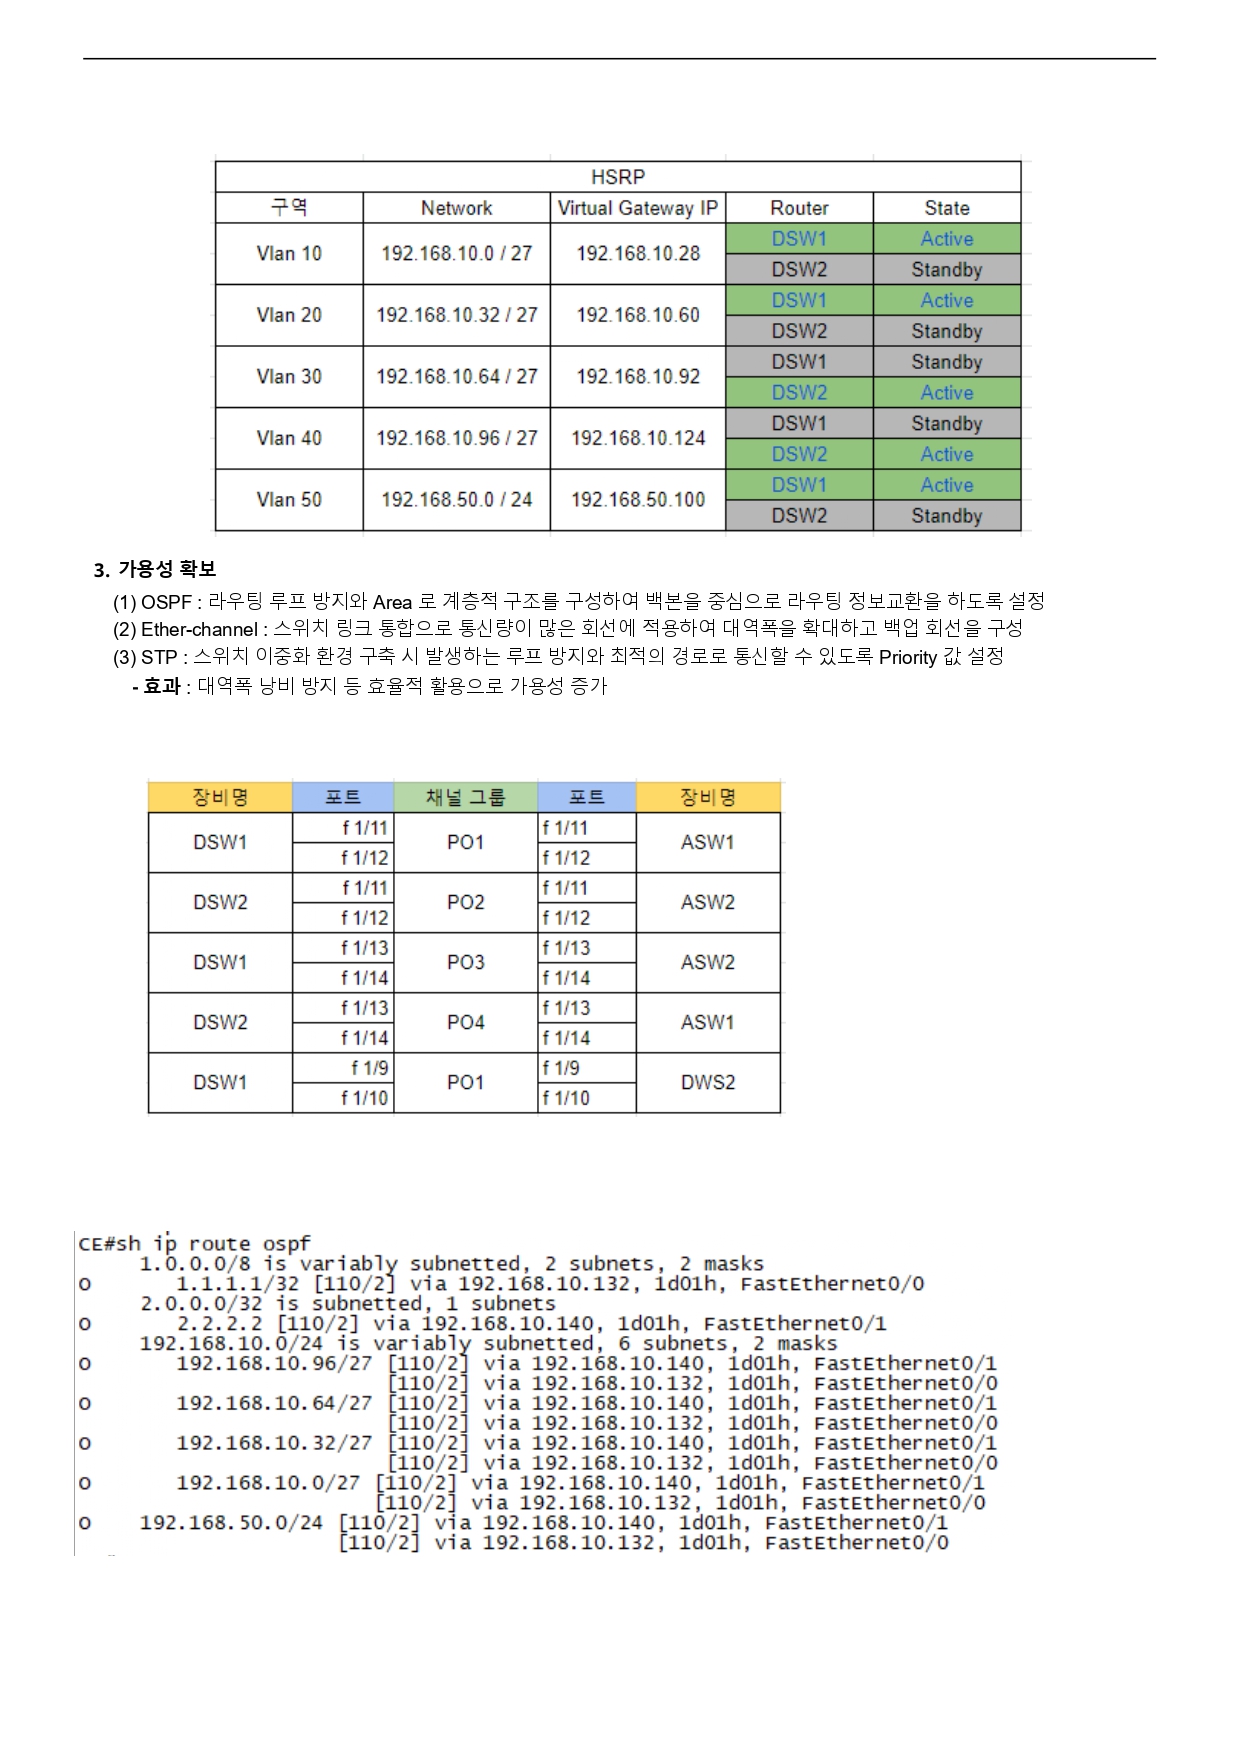 HSRP
구역 Network Virtual Gateway IP Router State
Vlan 10 192.168.10.0 / 27 192.168.10.28 DSW1 Active
DSW2 Standby
Vlan 20 192.168.10.32 / 27 192.168.10.60 DSW1 Active
DSW2 Standby
Vlan 30 192.168.10.64 / 27 192.168.10.92 DSW1 Standby
DSW2 Active
Vlan 40 192.168.10.96 / 27 192.168.10.124 DSW1 Standby
DSW2 Active
Vlan 50 192.168.50.0 / 24 192.168.50.100 DSW1 Active
DSW2 Standby
3. 가용성 확보
(1) OSPF : 라우팅 루프 방지와 Area 로 계층적 구조를 구성하여 백본을 중심으로 라우팅 정보교환을 하도록 설정
(2) Ether-channel : 스위치 링크 통합으로 통신량이 많은 회선에 적용하여 대역폭을 확대하고 백업 회선을 구성
(3) STP : 스위치 이중화 환경 구축 시 발생하는 루프 방지와 최적의 경로로 통신할 수 있도록 Priority 값 설정
- 효과 : 대역폭 낭비 방지 등 효율적 활용으로 가용성 증가
장비명 포트 채널 그룹 포트 장비명
DSW1 f 1/11 PO1 f 1/11 ASW1
f 1/12 f 1/12
DSW2 f 1/11 PO2 f 1/11 ASW2
f 1/12 f 1/12
DSW1 f 1/13 PO3 f 1/13 ASW2
f 1/14 f 1/14
DSW2 f 1/13 PO4 f 1/13 ASW1
f 1/14 f 1/14
DSW1 f 1/9 PO1 f 1/9 DWS2
f 1/10 f 1/10
CE#sh ip route ospf
1.0.0.0/8 is variably subnetted, 2 subnets, 2 masks
O 1.1.1.1/32 [110/2] via 192.168.10.132, 1d01h, FastEthernet0/0
2.0.0.0/32 is subnetted, 1 subnets
O 2.2.2.2 [110/2] via 192.168.10.140, 1d01h, FastEthernet0/1
192.168.10.0/24 is variably subnetted, 6 subnets, 2 masks
O 192.168.10.96/27 [110/2] via 192.168.10.140, 1d01h, FastEthernet0/1
[110/2] via 192.168.10.132, 1d01h, FastEthernet0/0
O 192.168.10.64/27 [110/2] via 192.168.10.140, 1d01h, FastEthernet0/1
[110/2] via 192.168.10.132, 1d01h, FastEthernet0/0
O 192.168.10.32/27 [110/2] via 192.168.10.140, 1d01h, FastEthernet0/1
[110/2] via 192.168.10.132, 1d01h, FastEthernet0/0
O 192.168.10.0/27 [110/2] via 192.168.10.140, 1d01h, FastEthernet0/1
[110/2] via 192.168.10.132, 1d01h, FastEthernet0/0
O 192.168.50.0/24 [110/2] via 192.168.10.140, 1d01h, FastEthernet0/1
[110/2] via 192.168.10.132, 1d01h, FastEthernet0/0